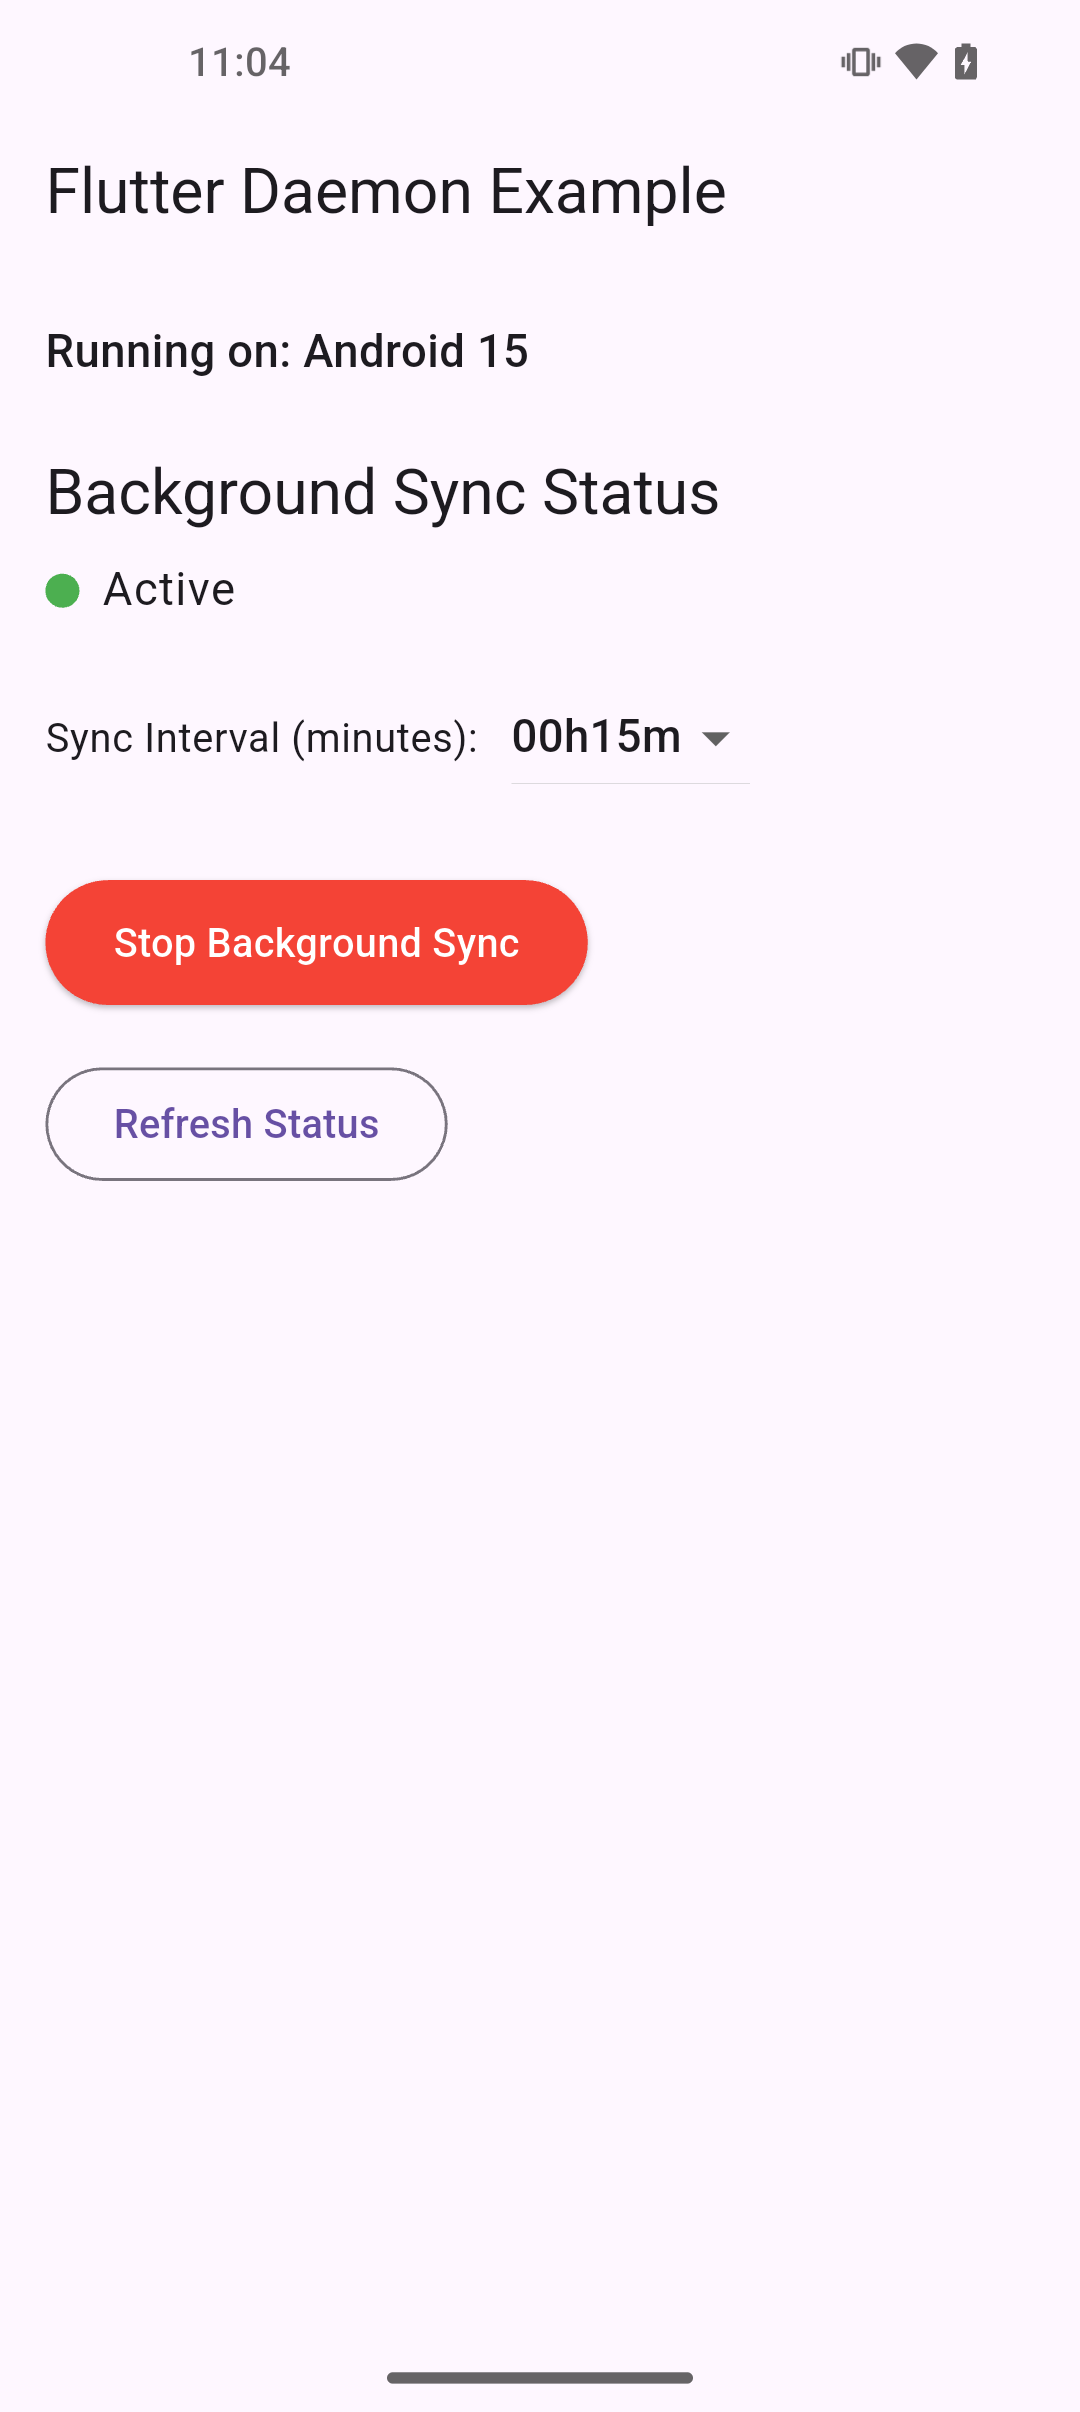 11:04
Flutter Daemon Example
Running on: Android 15
Background Sync Status
Active
Sync Interval (minutes): 00h15m
Stop Background Sync
Refresh Status